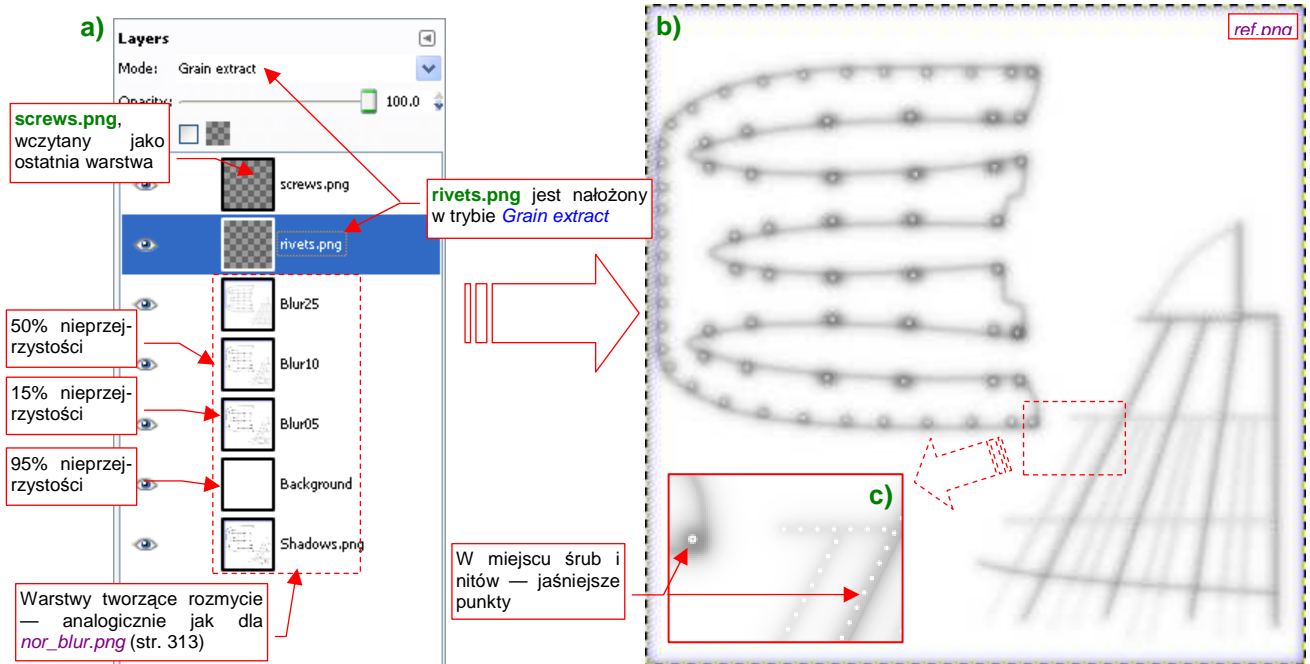 a)
Layers
Mode: Grain extract
Opacity: 100.0
screws.png,
wczytany jako
ostatnia warstwa
screws.png
rivets.png
rivets.png jest nałożony
w trybie Grain extract
Blur25
50% nieprzej-
rzystości
Blur10
15% nieprzej-
rzystości
Blur05
95% nieprzej-
rzystości
Background
Shadows.png
Warstwy tworzące rozmycie
— analogicznie jak dla
nor_blur.png (str. 313)
b)
ref.png
c)
W miejscu śrub i
nitów — jaśniejsze
punkty